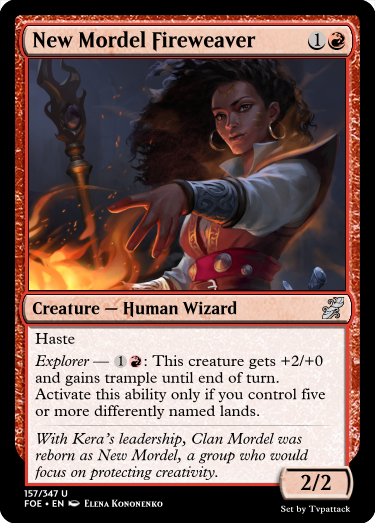 New Mordel Fireweaver 1
Creature — Human Wizard
Haste
Explorer — 1 : This creature gets +2/+0
and gains trample until end of turn.
Activate this ability only if you control five
or more differently named lands.
With Kera's leadership, Clan Mordel was
reborn as New Mordel, a group who would
focus on protecting creativity.
2/2
157/347 U
FOE • EN Elena Kononenko
Set by Tvpattack